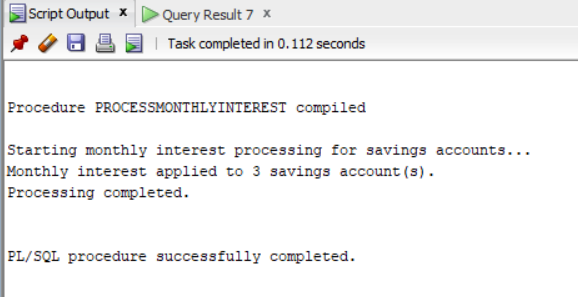 Script Output x Query Result 7 x
Task completed in 0.112 seconds
Procedure PROCESSMONTHLYINTEREST compiled
Starting monthly interest processing for savings accounts...
Monthly interest applied to 3 savings account(s).
Processing completed.
PL/SQL procedure successfully completed.